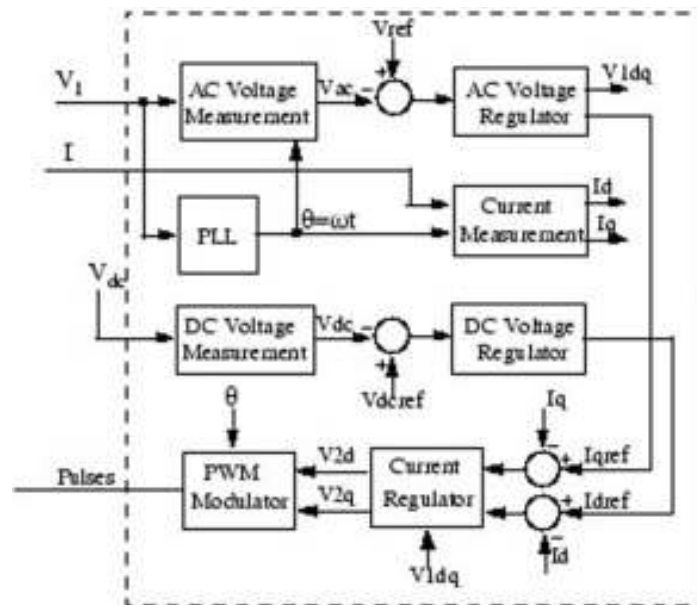 Vref
V1
AC Voltage
Measurement
Vac
+
-
AC Voltage
Regulator
V1dq
I
PLL
θ=ωt
Current
Measurement
Id
Iq
Vdc
DC Voltage
Measurement
Vdc
-
+
Vdcref
DC Voltage
Regulator
θ
Iq
Pulses
PWM
Modulator
V2d
V2q
Current
Regulator
-
+
Iqref
+
Idref
-
Id
V1dq